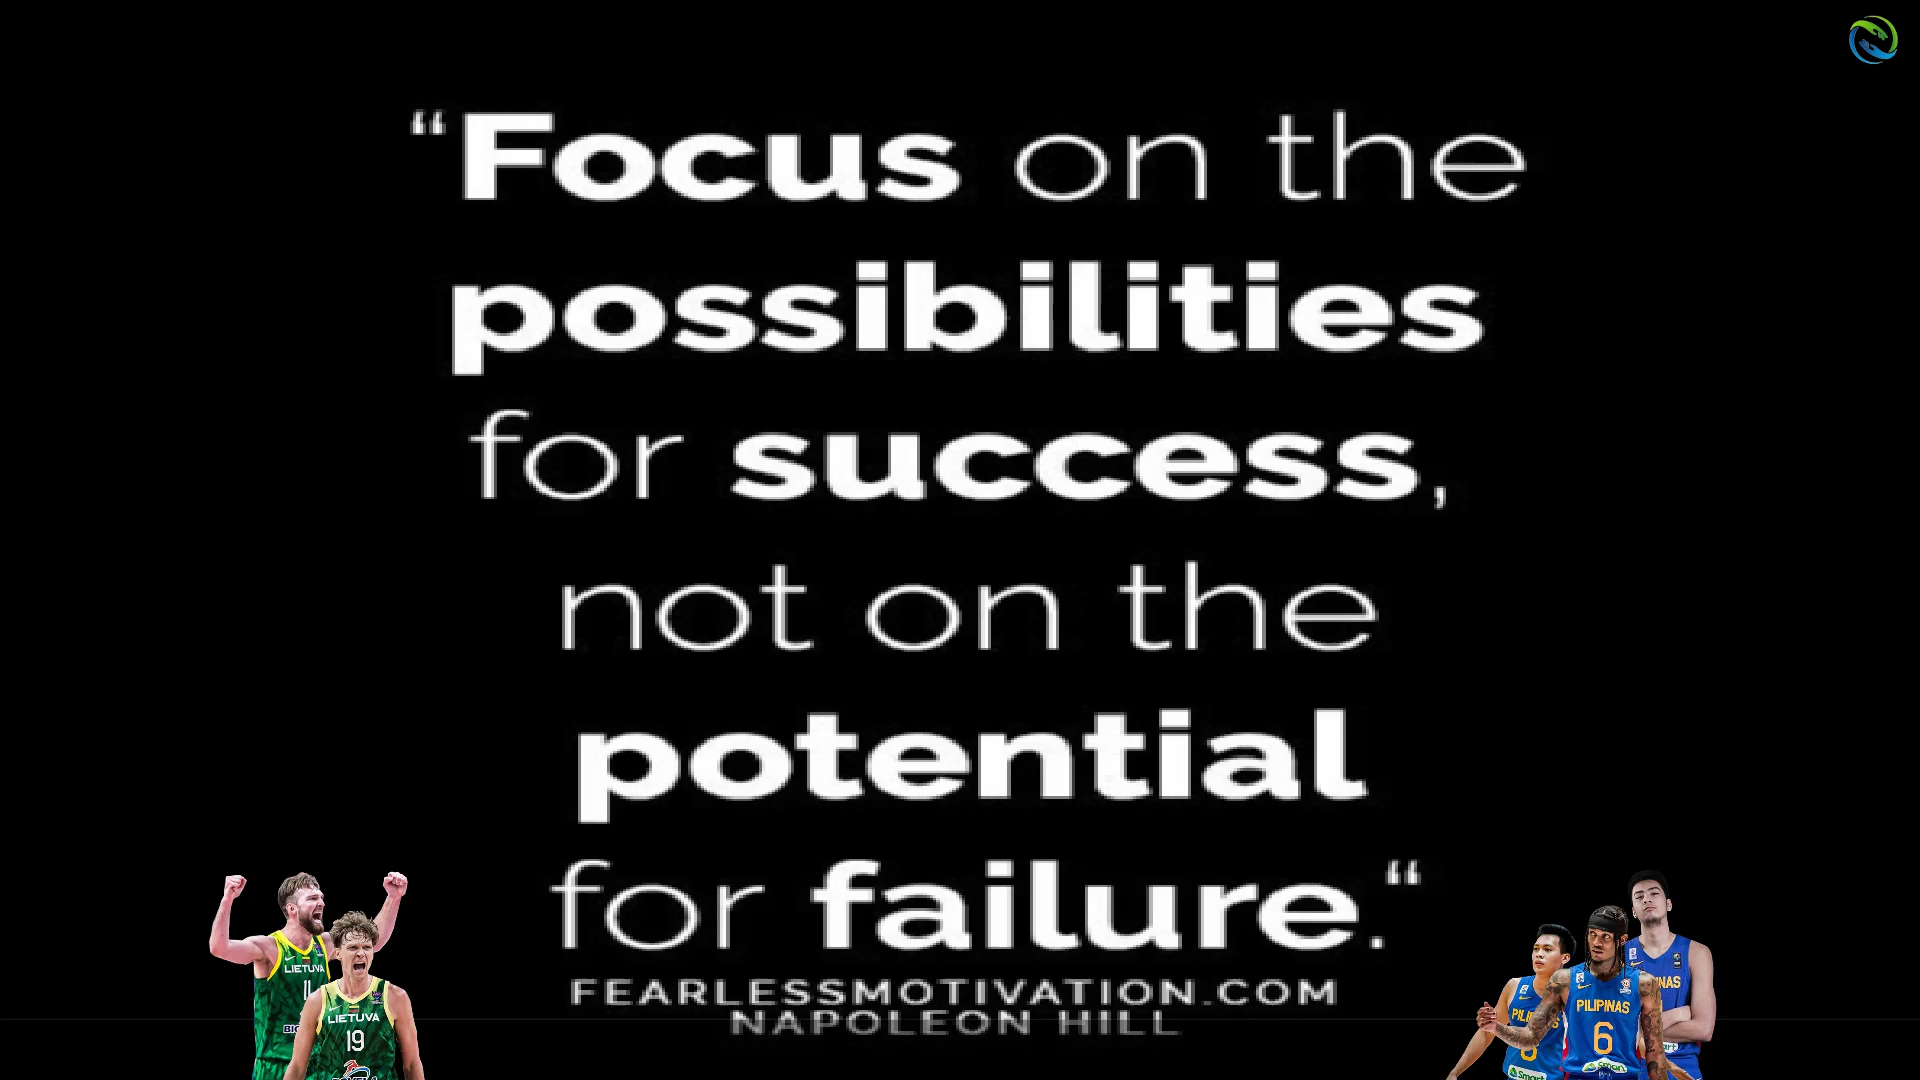 “Focus on the
possibilities
for success,
not on the
potential
for failure.“
FEARLESSMOTIVATION.COM
NAPOLEON HILL
LIETUVA
LIETUVA
19
PILIPINAS
6
Smart